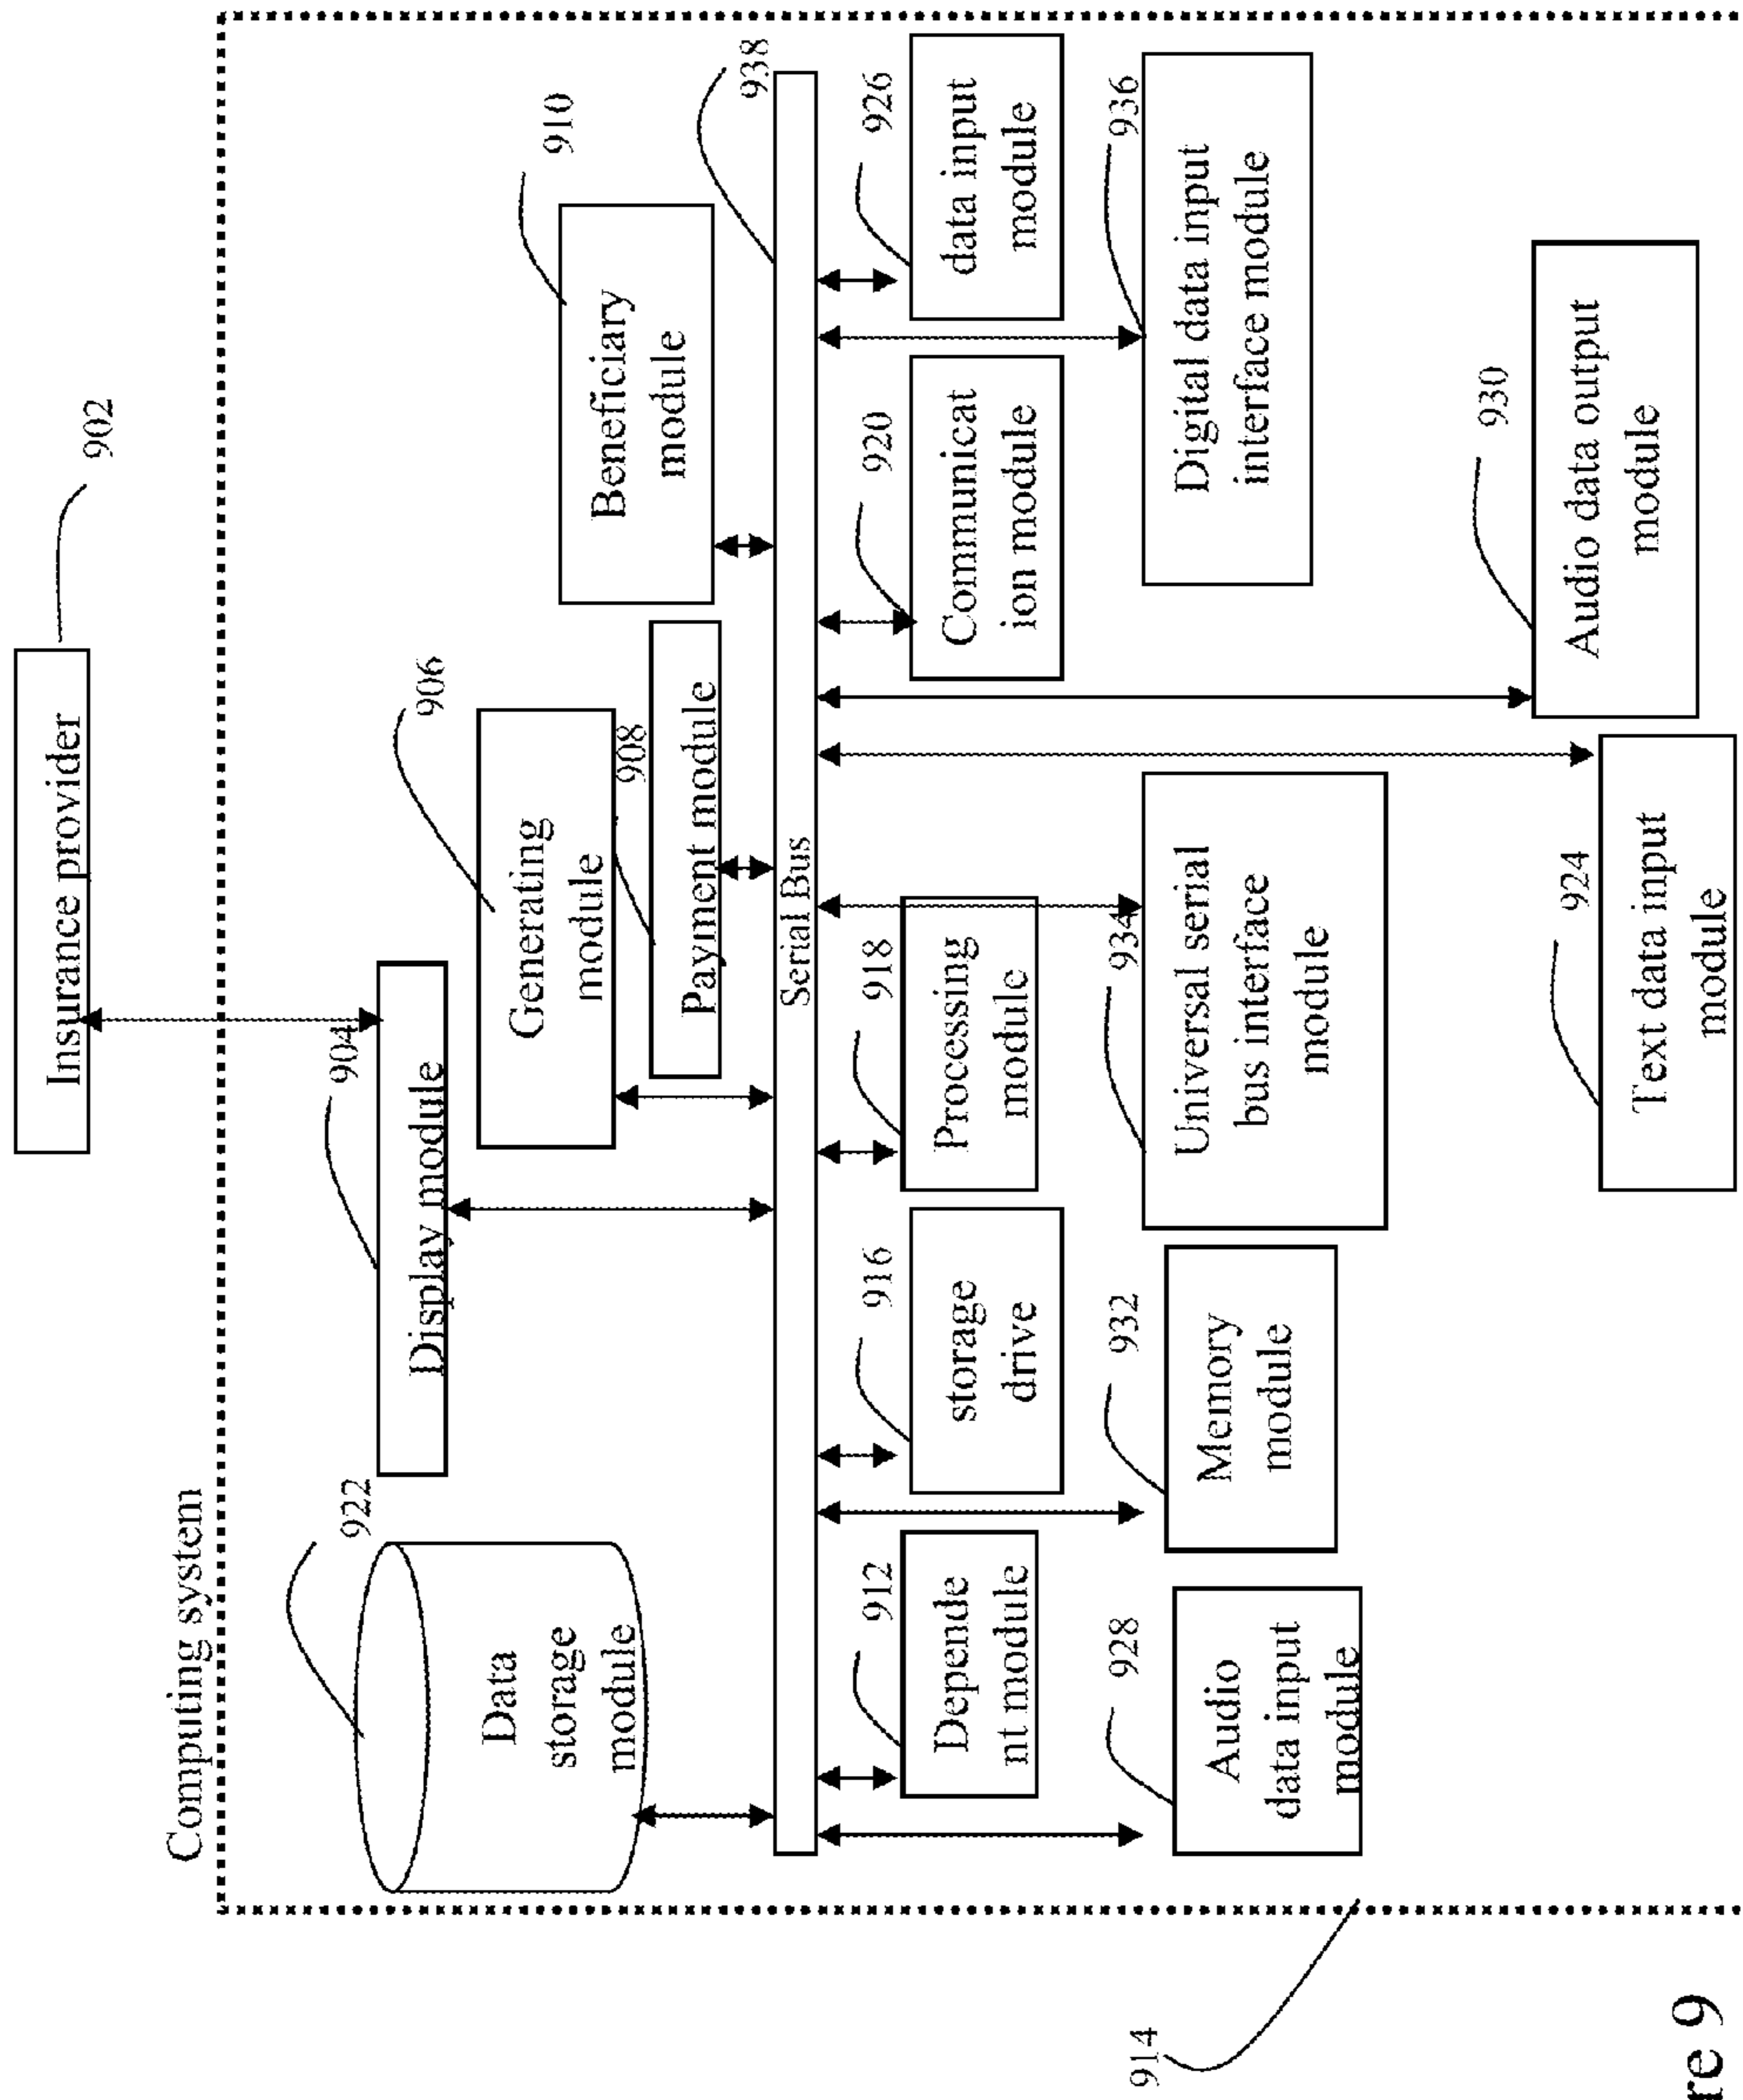 Insurance provider
902
Computing system
922
Data
storage
module
904
Display module
906
Generating
module
908
Payment module
910
Beneficiary
module
938
Serial Bus
912
Depende
nt module
916
storage
drive
918
Processing
module
920
Communicat
ion module
926
data input
module
928
Audio
data input
module
932
Memory
module
934
Universal serial
bus interface
module
936
Digital data input
interface module
914
924
Text data input
module
930
Audio data output
module
re 9